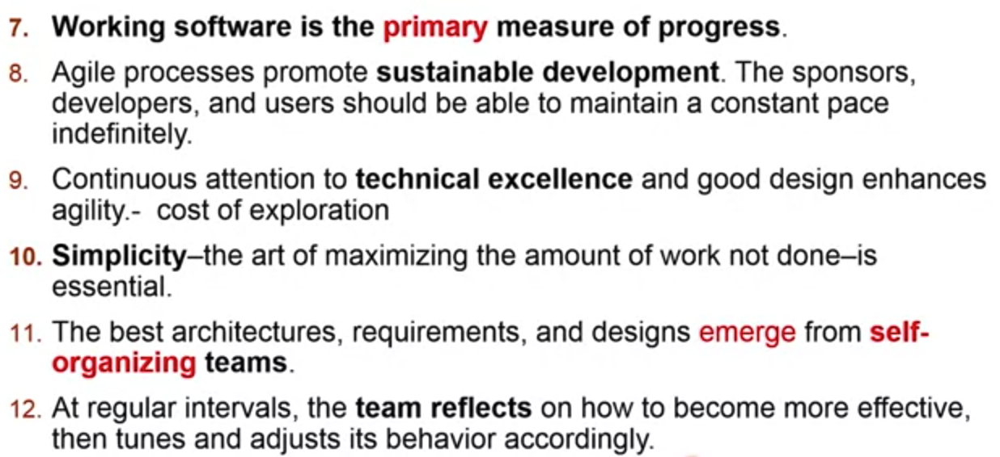 7. Working software is the primary measure of progress.
8. Agile processes promote sustainable development. The sponsors,
developers, and users should be able to maintain a constant pace
indefinitely.
9. Continuous attention to technical excellence and good design enhances
agility.- cost of exploration
10. Simplicity–the art of maximizing the amount of work not done–is
essential.
11. The best architectures, requirements, and designs emerge from self-
organizing teams.
12. At regular intervals, the team reflects on how to become more effective,
then tunes and adjusts its behavior accordingly.